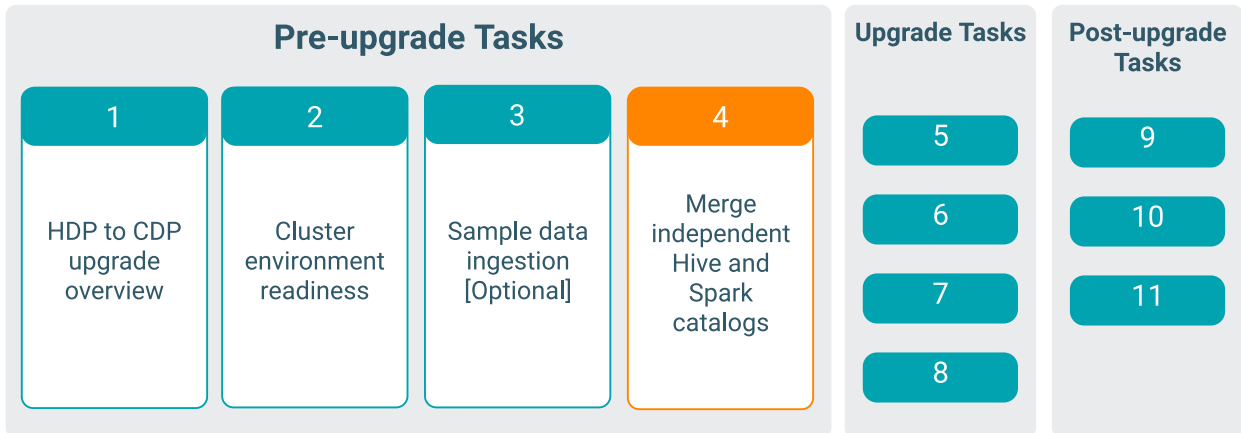 Pre-upgrade Tasks
1
HDP to CDP
upgrade
overview
2
Cluster
environment
readiness
3
Sample data
ingestion
[Optional]
4
Merge
independent
Hive and
Spark
catalogs
Upgrade Tasks
5
6
7
8
Post-upgrade
Tasks
9
10
11